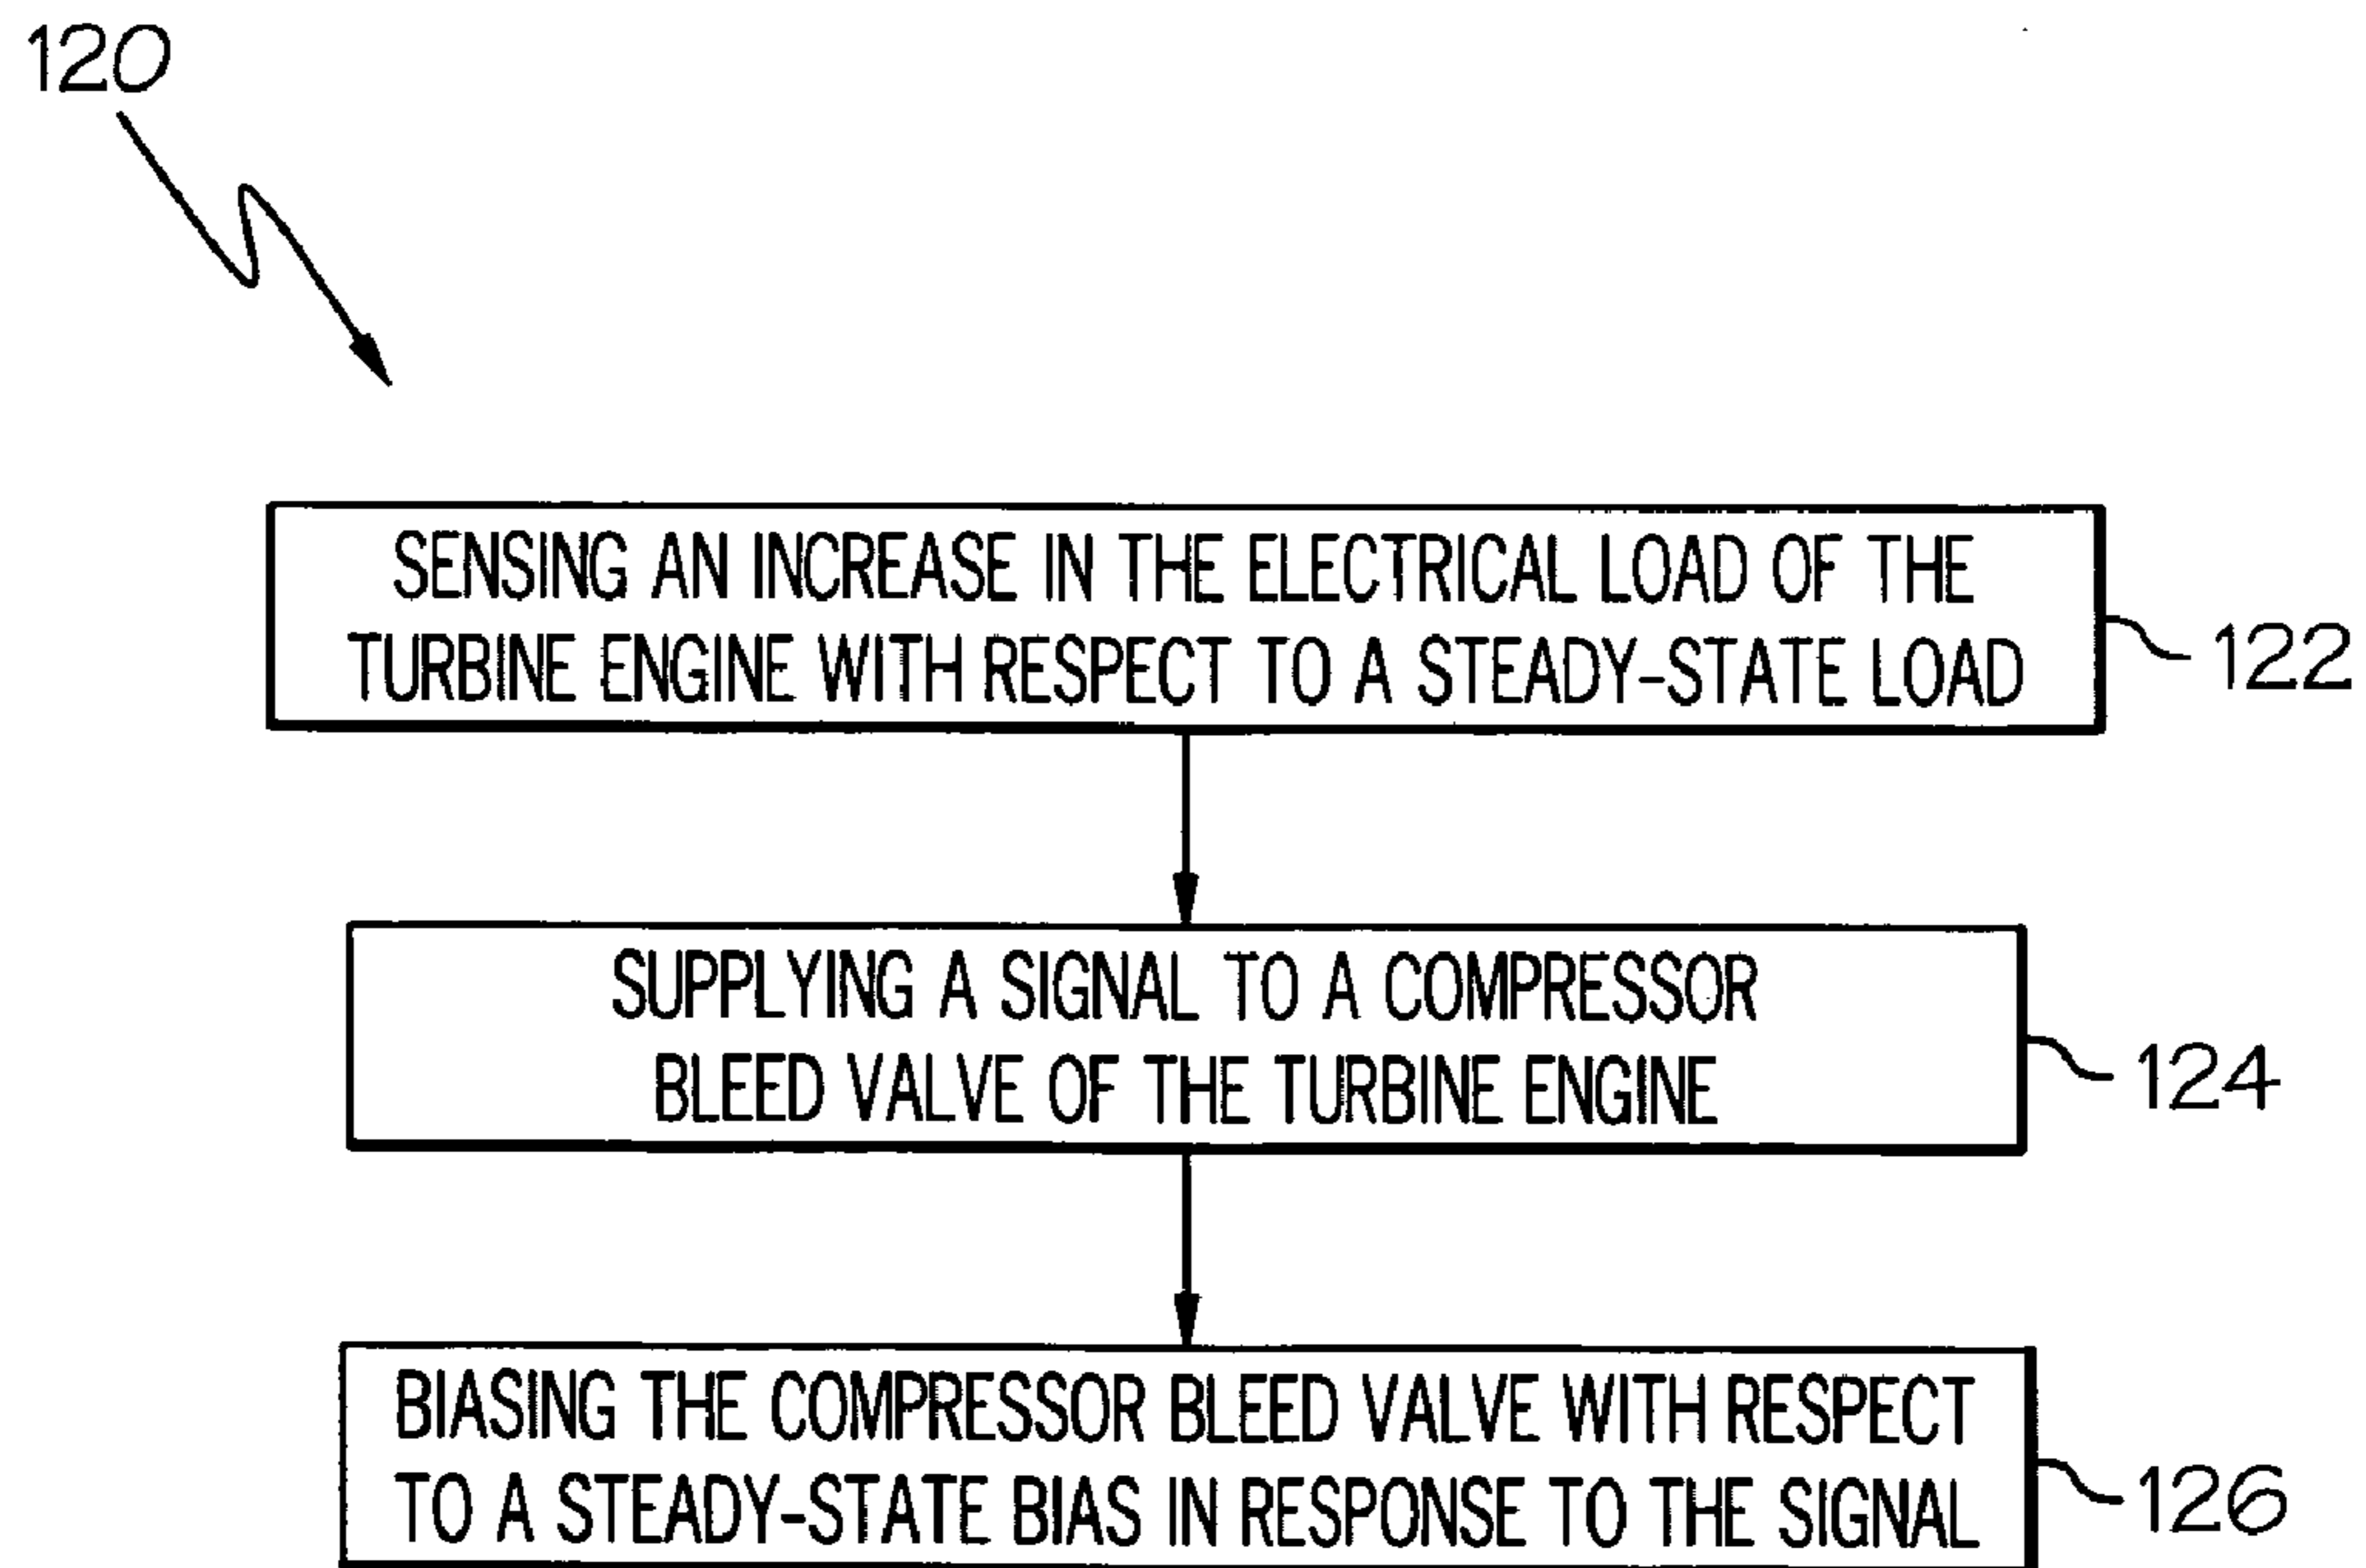 120
SENSING AN INCREASE IN THE ELECTRICAL LOAD OF THE
TURBINE ENGINE WITH RESPECT TO A STEADY-STATE LOAD
122
SUPPLYING A SIGNAL TO A COMPRESSOR
BLEED VALVE OF THE TURBINE ENGINE
124
BIASING THE COMPRESSOR BLEED VALVE WITH RESPECT
TO A STEADY-STATE BIAS IN RESPONSE TO THE SIGNAL
126